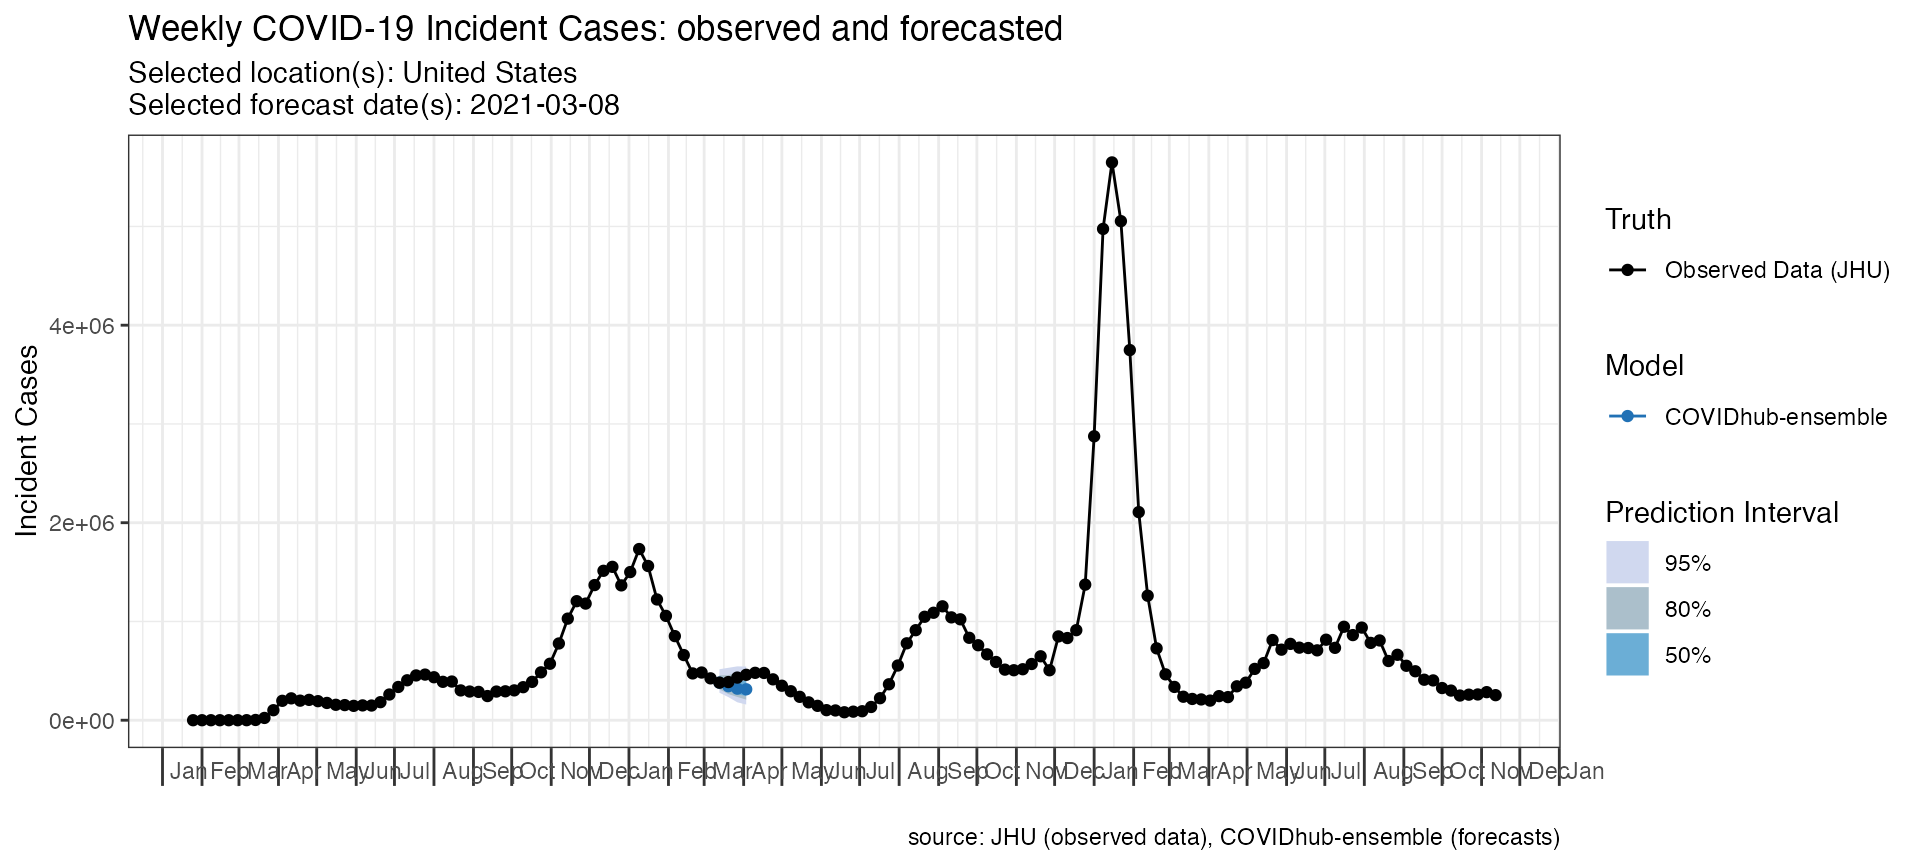 Weekly COVID-19 Incident Cases: observed and forecasted
Selected location(s): United States
Selected forecast date(s): 2021-03-08
Incident Cases
4e+06
2e+06
0e+00
Jan Feb Mar Apr May Jun Jul Aug Sep Oct Nov Dec Jan Feb Mar Apr May Jun Jul Aug Sep Oct Nov Dec Jan Feb Mar Apr May Jun Jul Aug Sep Oct Nov Dec Jan
Truth
Observed Data (JHU)
Model
COVIDhub-ensemble
Prediction Interval
95%
80%
50%
source: JHU (observed data), COVIDhub-ensemble (forecasts)